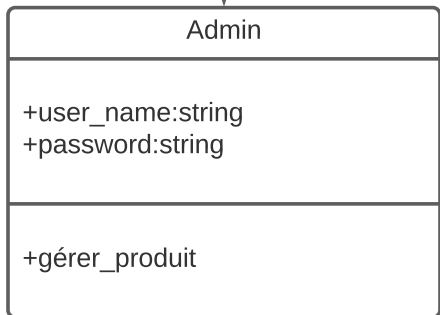 Admin
+user_name:string
+password:string
+gérer_produit